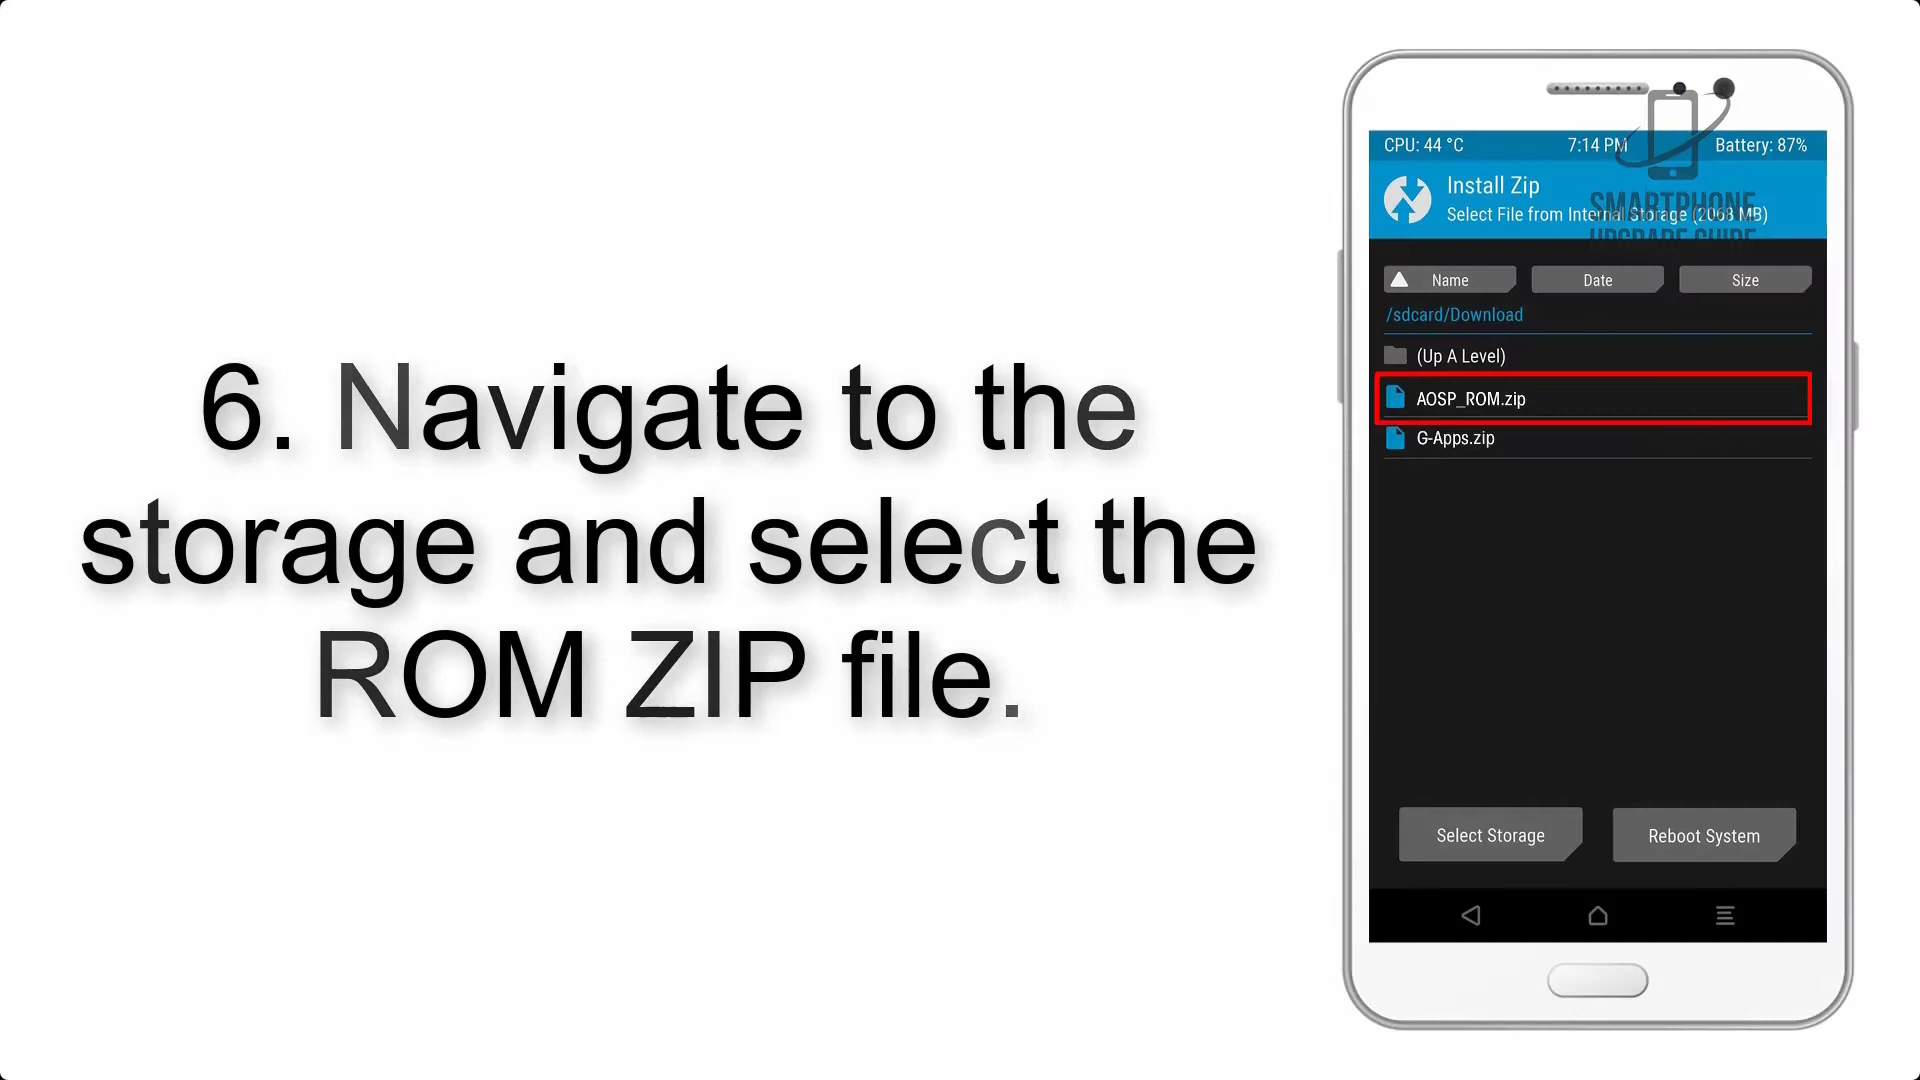 6. Navigate to the
storage and select the
ROM ZIP file.
CPU: 44 °C 7:14 PM Battery: 87%
Install Zip
Select File from Internal Storage (2068 MB)
SMARTPHONE
UPGRADE GUIDE
Name Date Size
/sdcard/Download
(Up A Level)
AOSP_ROM.zip
G-Apps.zip
Select Storage Reboot System